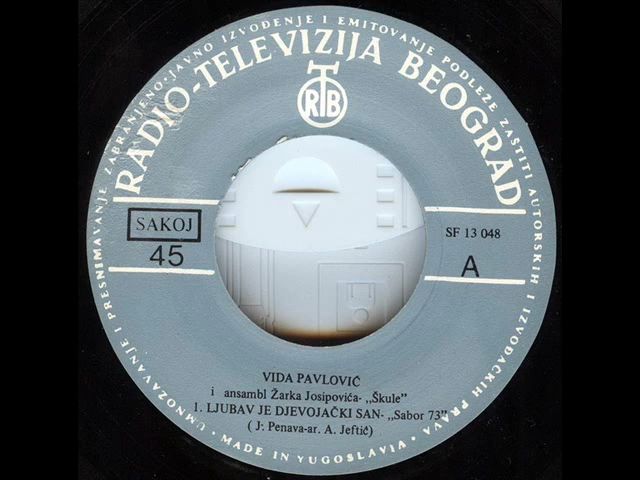 UMNOŽAVANJE I PRESNIMAVANJE ZABRANJENO·JAVNO IZVOĐENJE I EMITOVANJE PODLEŽE ZAŠTITI AUTORSKIH I IZVOĐAČKIH PRAVA·
RADIO-TELEVIZIJA BEOGRAD
RTB
SAKOJ
45
SF 13 048
A
VIDA PAVLOVIĆ
i ansambl Žarka Josipovića- „Škule"
1. LJUBAV JE DJEVOJAČKI SAN- „Sabor 73"
( J. Penava-ar. A. Jeftić)
· MADE IN YUGOSLAVIA ·